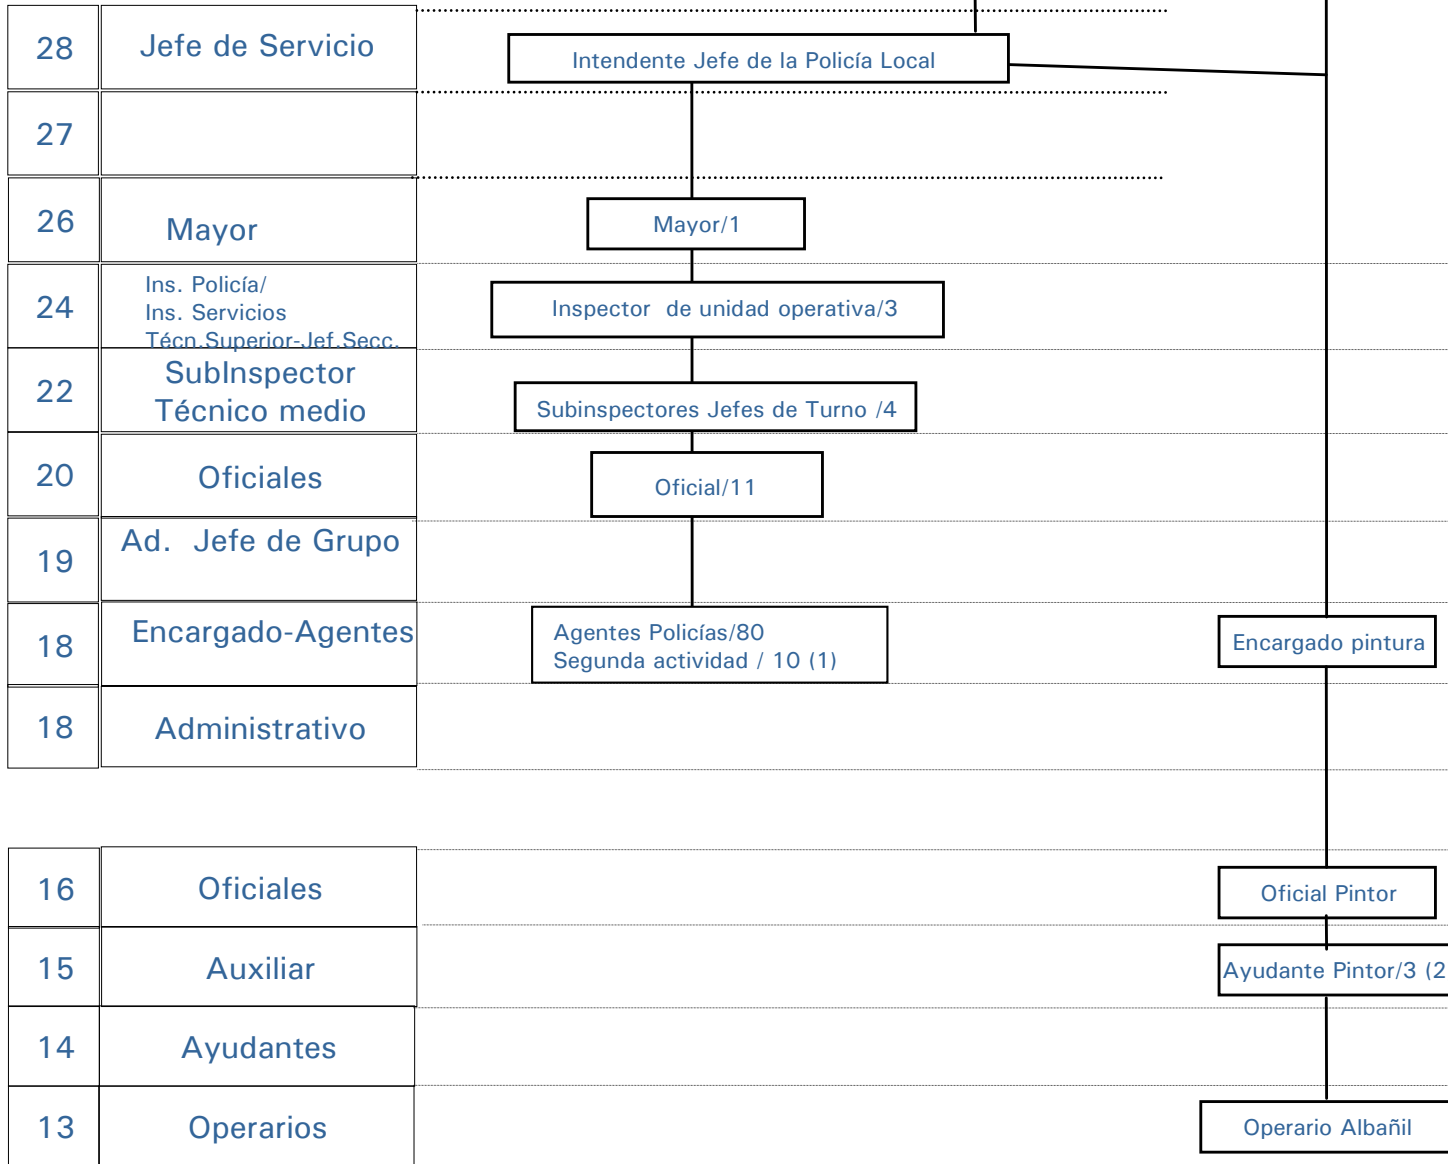 28
Jefe de Servicio
Intendente Jefe de la Policía Local
27
26
Mayor
Mayor/1
24
Ins. Policía/
Ins. Servicios
Técn.Superior-Jef.Secc.
Inspector de unidad operativa/3
22
SubInspector
Técnico medio
Subinspectores Jefes de Turno /4
20
Oficiales
Oficial/11
19
Ad. Jefe de Grupo
18
Encargado-Agentes
Agentes Policías/80
Segunda actividad / 10 (1)
Encargado pintura
18
Administrativo
16
Oficiales
Oficial Pintor
15
Auxiliar
Ayudante Pintor/3 (2
14
Ayudantes
13
Operarios
Operario Albañil